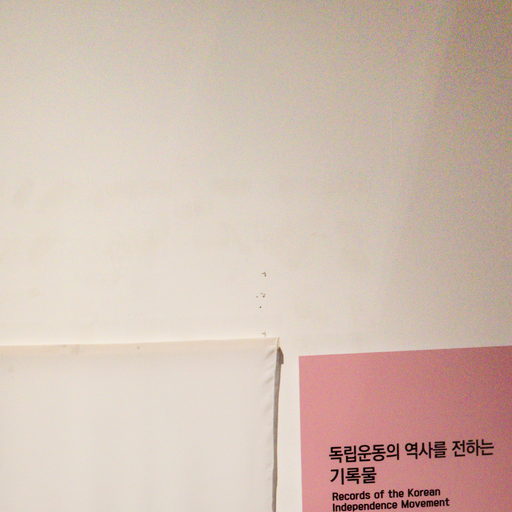 독립운동의 역사를 전하는
기록물
Records of the Korean
Independence Movement